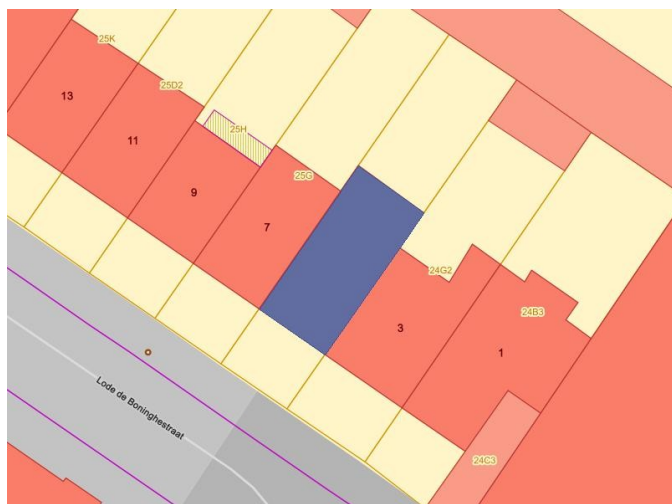 25K
25D2
13
25H
11
25G
9
7
24G2
24B3
3
1
Lode de Boninghestraat
24C3